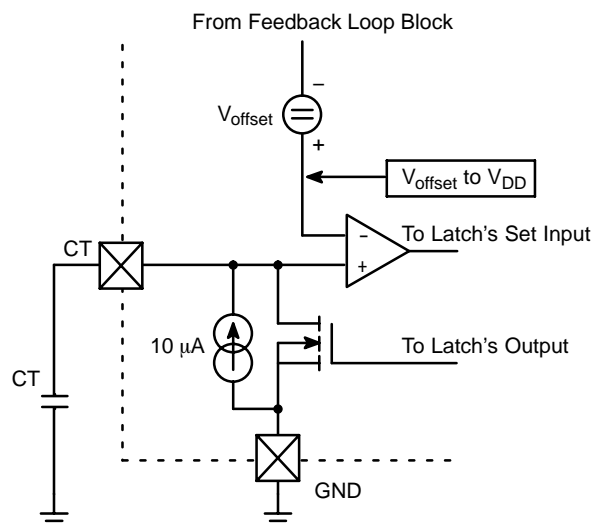 From Feedback Loop Block
−
Voffset
+
Voffset to VDD
CT
−
To Latch's Set Input
+
10 µA
To Latch's Output
CT
GND